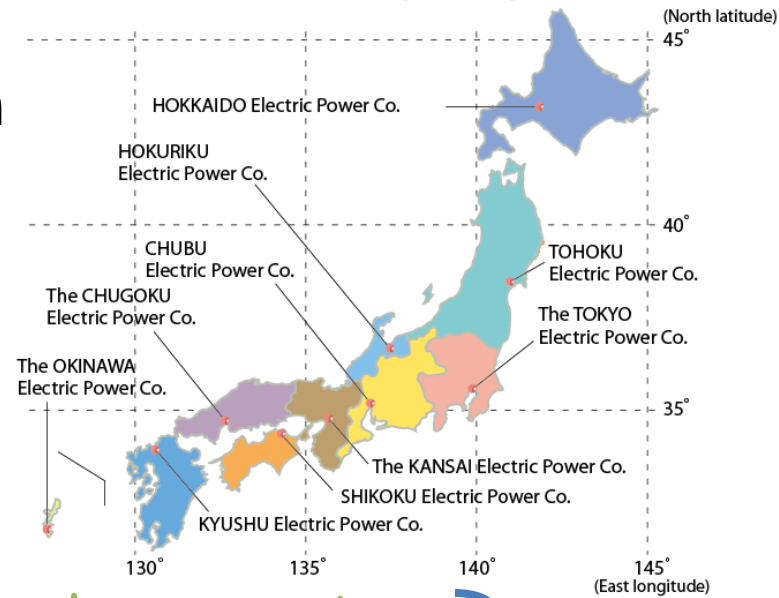 (North latitude)
45°
HOKKAIDO Electric Power Co.
HOKURIKU
Electric Power Co.
40°
CHUBU
Electric Power Co.
TOHOKU
Electric Power Co.
The CHUGOKU
Electric Power Co.
The TOKYO
Electric Power Co.
The OKINAWA
Electric Power Co.
35°
The KANSAI Electric Power Co.
SHIKOKU Electric Power Co.
KYUSHU Electric Power Co.
130°
135°
140°
145°
(East longitude)